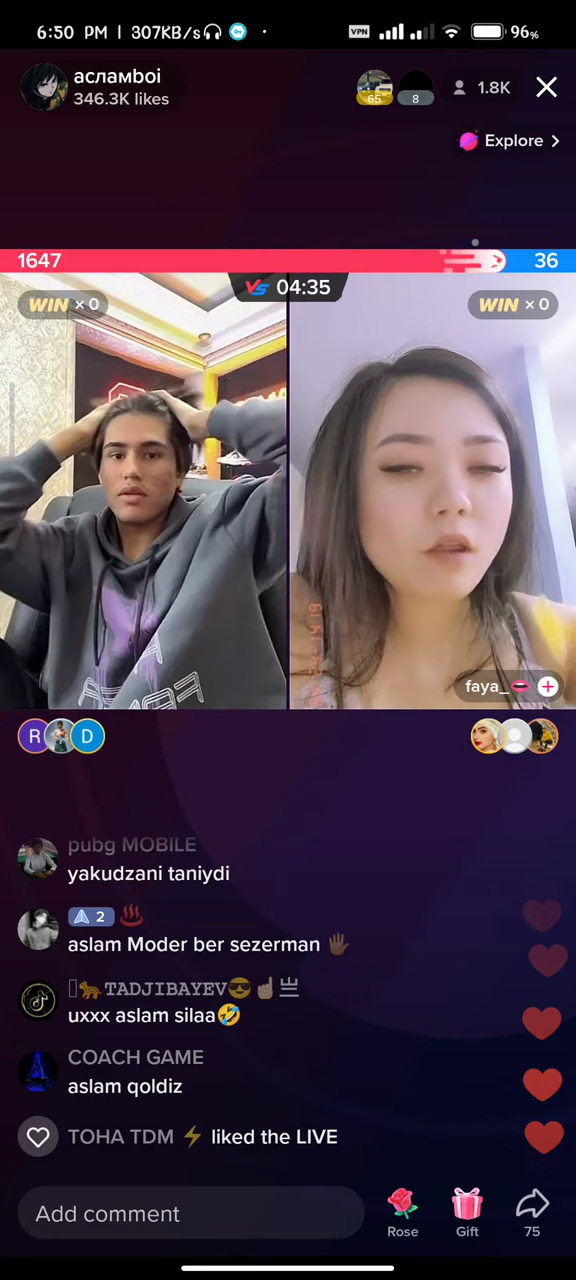 6:50 PM | 307KB/s
VPN
96%
асламboi
346.3K likes
65
8
1.8K
Explore >
1647
36
WIN × 0
VS 04:35
WIN × 0
faya_👄
R
D
pubg MOBILE
yakudzani taniydi
2 ♨️
aslam Moder ber sezerman 🖐🏾
🐆TADJIBAYEV😎☝🏼亗
uxxx aslam silaa🤣
COACH GAME
aslam qoldiz
TOHA TDM ⚡ liked the LIVE
Add comment
Rose
Gift
75